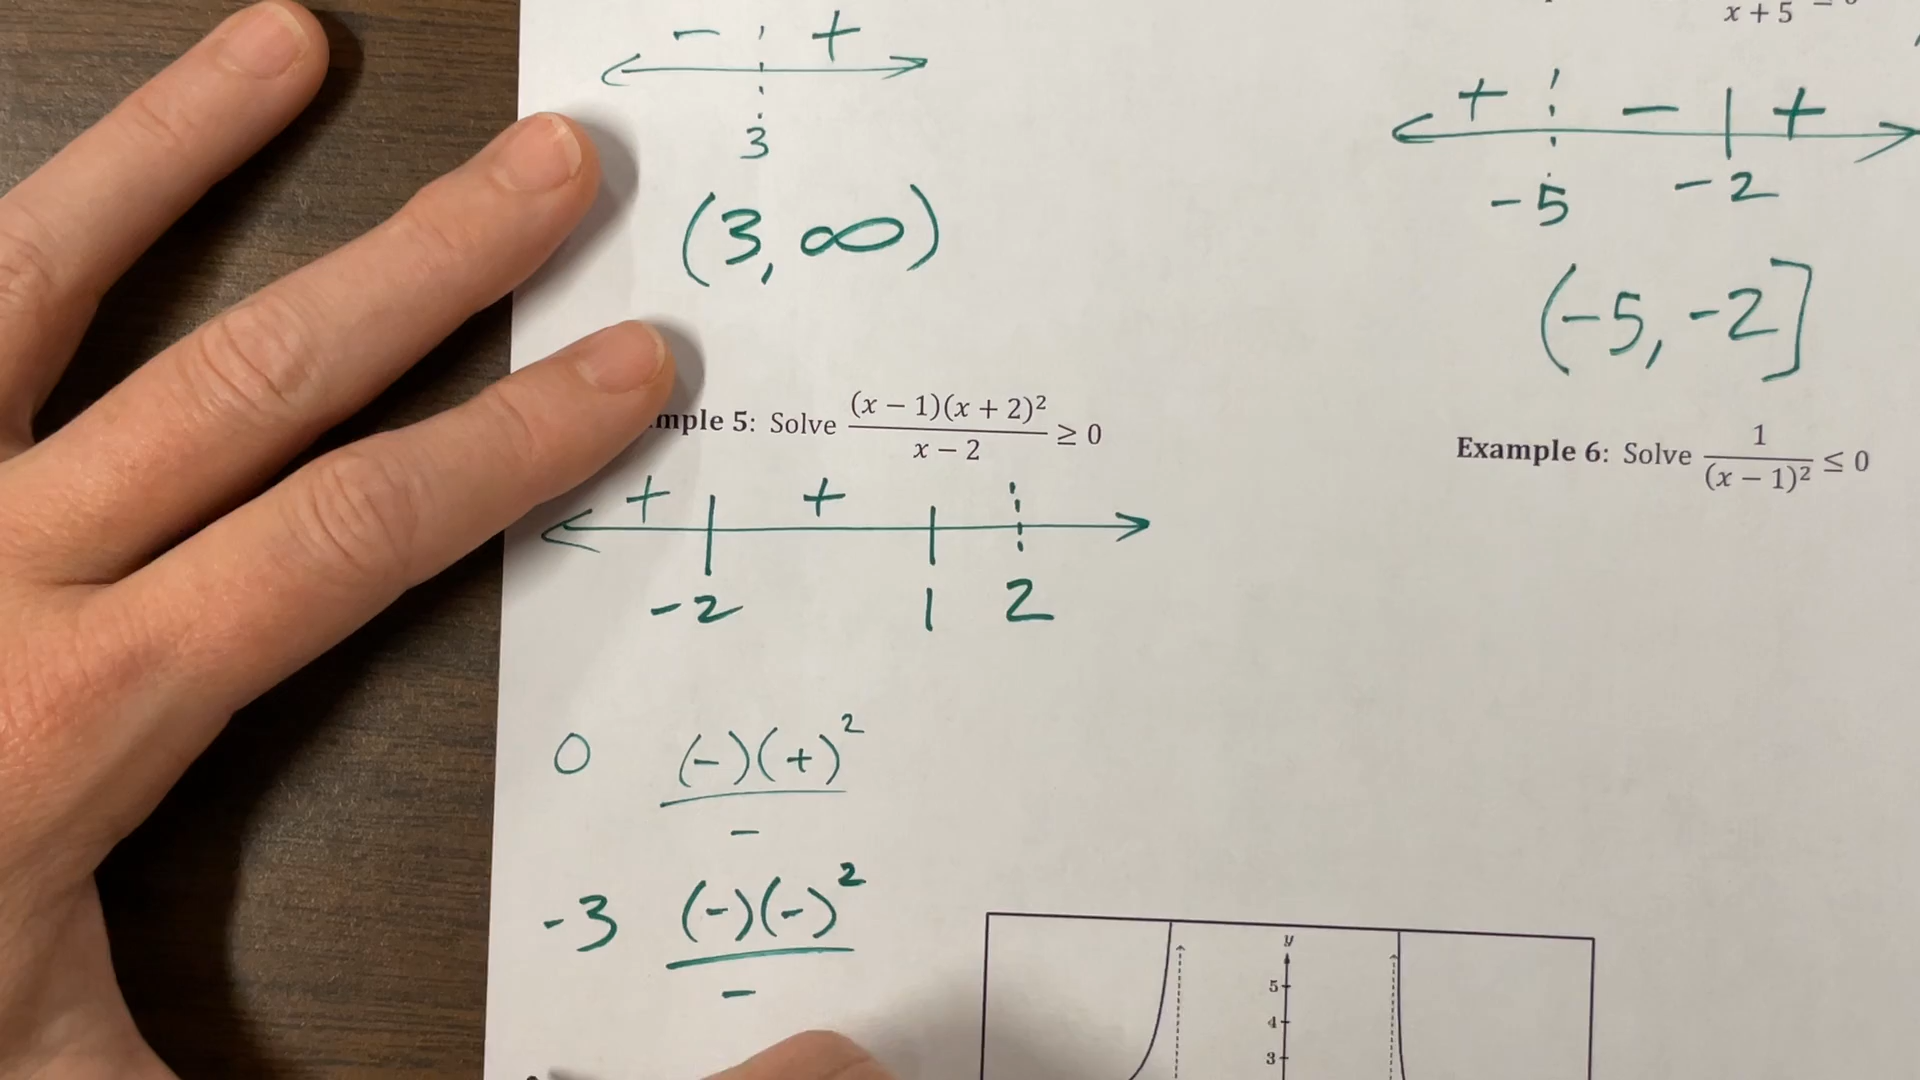 - +
3
(3, ∞)
x + 5
+ - +
-5 -2
(-5, -2]
mple 5: Solve (x − 1)(x + 2)² / x − 2 ≥ 0
+ +
-2 1 2
0 (-)(+)² / -
-3 (-)(-)² / -
Example 6: Solve 1 / (x − 1)² ≤ 0
y
5
4
3